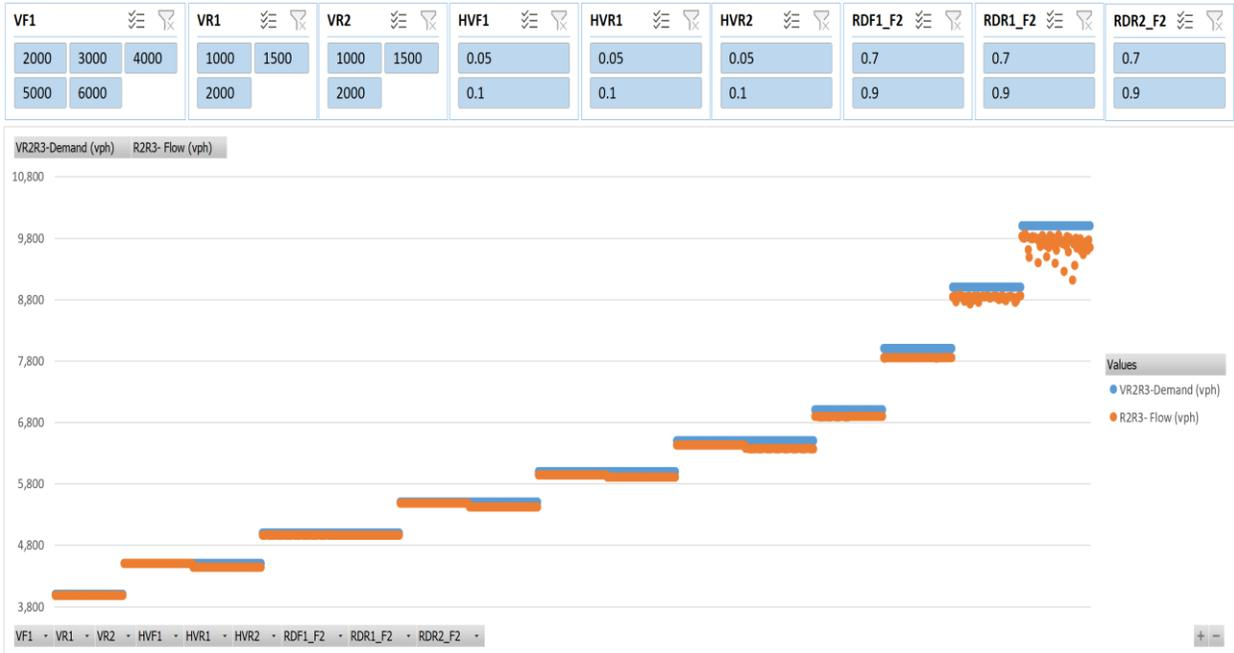 VF1 VR1 VR2 HVF1 HVR1 HVR2 RDF1_F2 RDR1_F2 RDR2_F2
2000 3000 4000 1000 1500 1000 1500 0.05 0.05 0.05 0.7 0.7 0.7
5000 6000 2000 2000 0.1 0.1 0.1 0.9 0.9 0.9
VR2R3-Demand (vph) R2R3- Flow (vph)
10,800
9,800
8,800
7,800
Values
VR2R3-Demand (vph)
R2R3- Flow (vph)
6,800
5,800
4,800
3,800
VF1 VR1 VR2 HVF1 HVR1 HVR2 RDF1_F2 RDR1_F2 RDR2_F2 + -